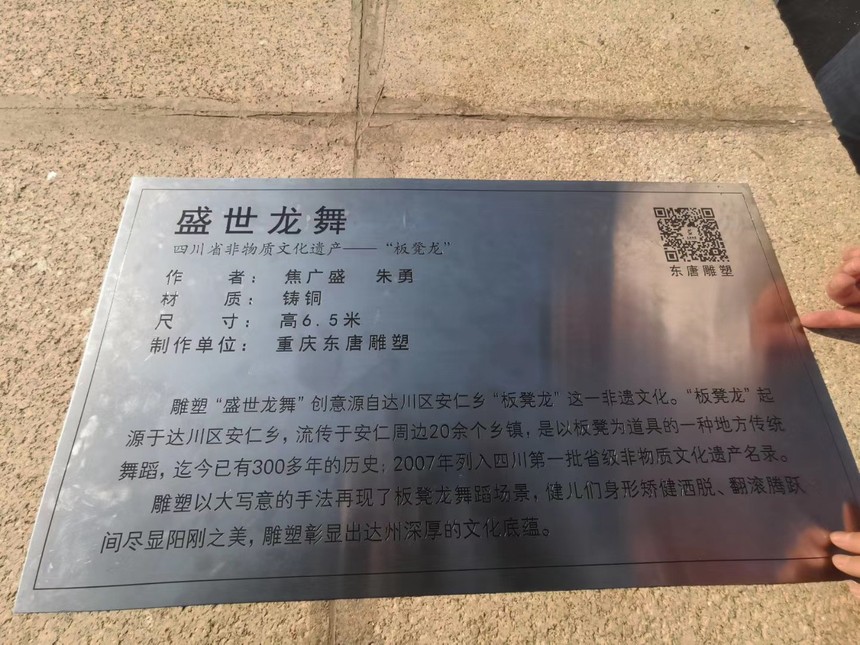 盛世龙舞
四川省非物质文化遗产——“板凳龙”
作 者： 焦广盛 朱勇
材 质： 铸铜
尺 寸： 高6.5米
制作单位： 重庆东唐雕塑
东唐雕塑
雕塑“盛世龙舞”创意源自达川区安仁乡“板凳龙”这一非遗文化。“板凳龙”起
源于达川区安仁乡，流传于安仁周边20余个乡镇，是以板凳为道具的一种地方传统
舞蹈，迄今已有300多年的历史；2007年列入四川第一批省级非物质文化遗产名录。
雕塑以大写意的手法再现了板凳龙舞蹈场景，健儿们身形矫健洒脱、翻滚腾跃
间尽显阳刚之美，雕塑彰显出达州深厚的文化底蕴。